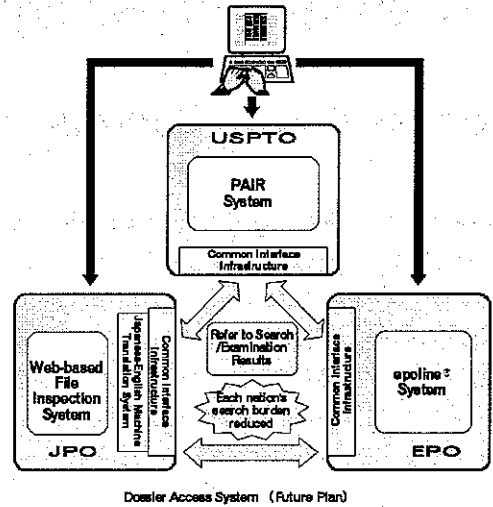 USPTO
PAIR
System
Common Interface
Infrastructure
Web-based
File
Inspection
System
Japanese-English Machine
Translation System
Common Interface
Infrastructure
JPO
Refer to Search
/Examination
Results
Each nation's
search burden
reduced
Common Interface
Infrastructure
epoline®
System
EPO
Dossier Access System (Future Plan)